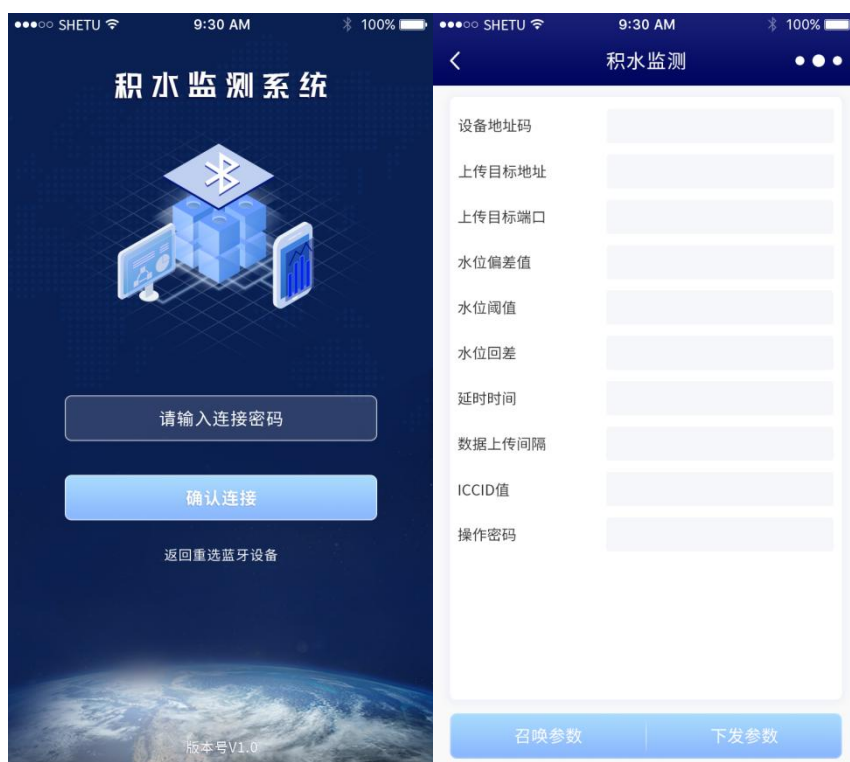 SHETU 9:30 AM 100%
积水监测系统
请输入连接密码
确认连接
返回重选蓝牙设备
版本号V1.0
SHETU 9:30 AM 100%
积水监测
设备地址码
上传目标地址
上传目标端口
水位偏差值
水位阈值
水位回差
延时时间
数据上传间隔
ICCID值
操作密码
召唤参数 下发参数